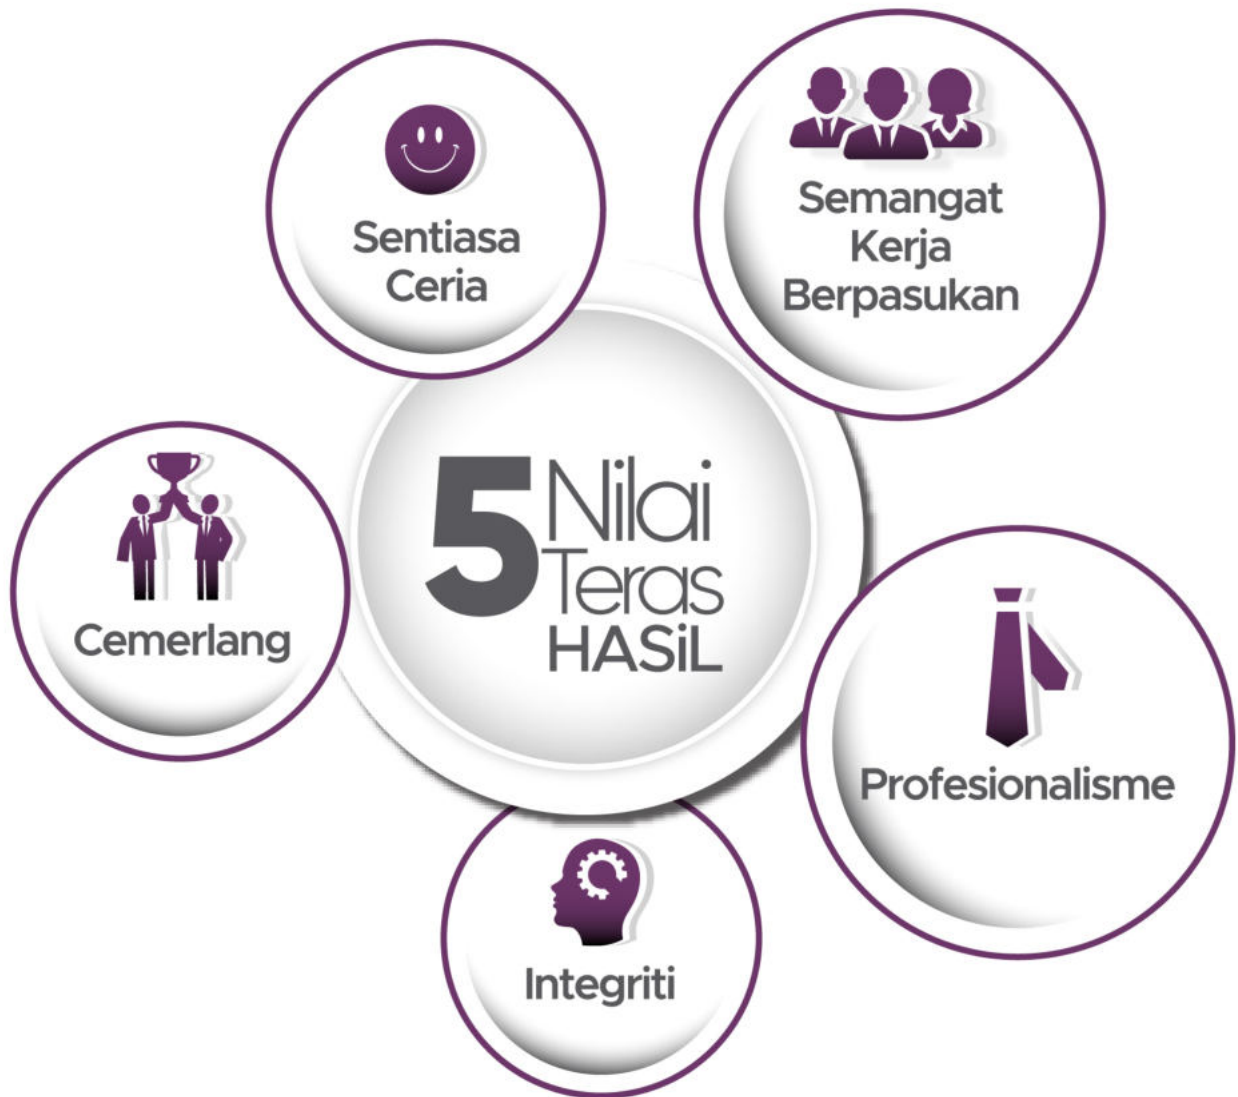 Sentiasa
Ceria
Semangat
Kerja
Berpasukan
Cemerlang
5 Nilai
Teras
HASiL
Profesionalisme
Integriti